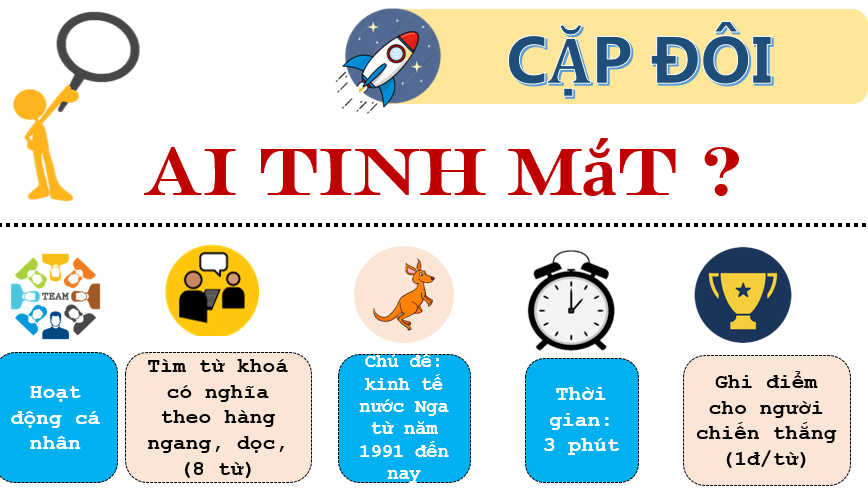 CẶP ĐÔI
AI TINH MẮT ?
TEAM
Hoạt
động cá
nhân
Tìm từ khoá
có nghĩa
theo hàng
ngang, dọc,
(8 từ)
Chủ đề:
kinh tế
nước Nga
từ năm
1991 đến
nay
Thời
gian:
3 phút
Ghi điểm
cho người
chiến thắng
(1đ/từ)